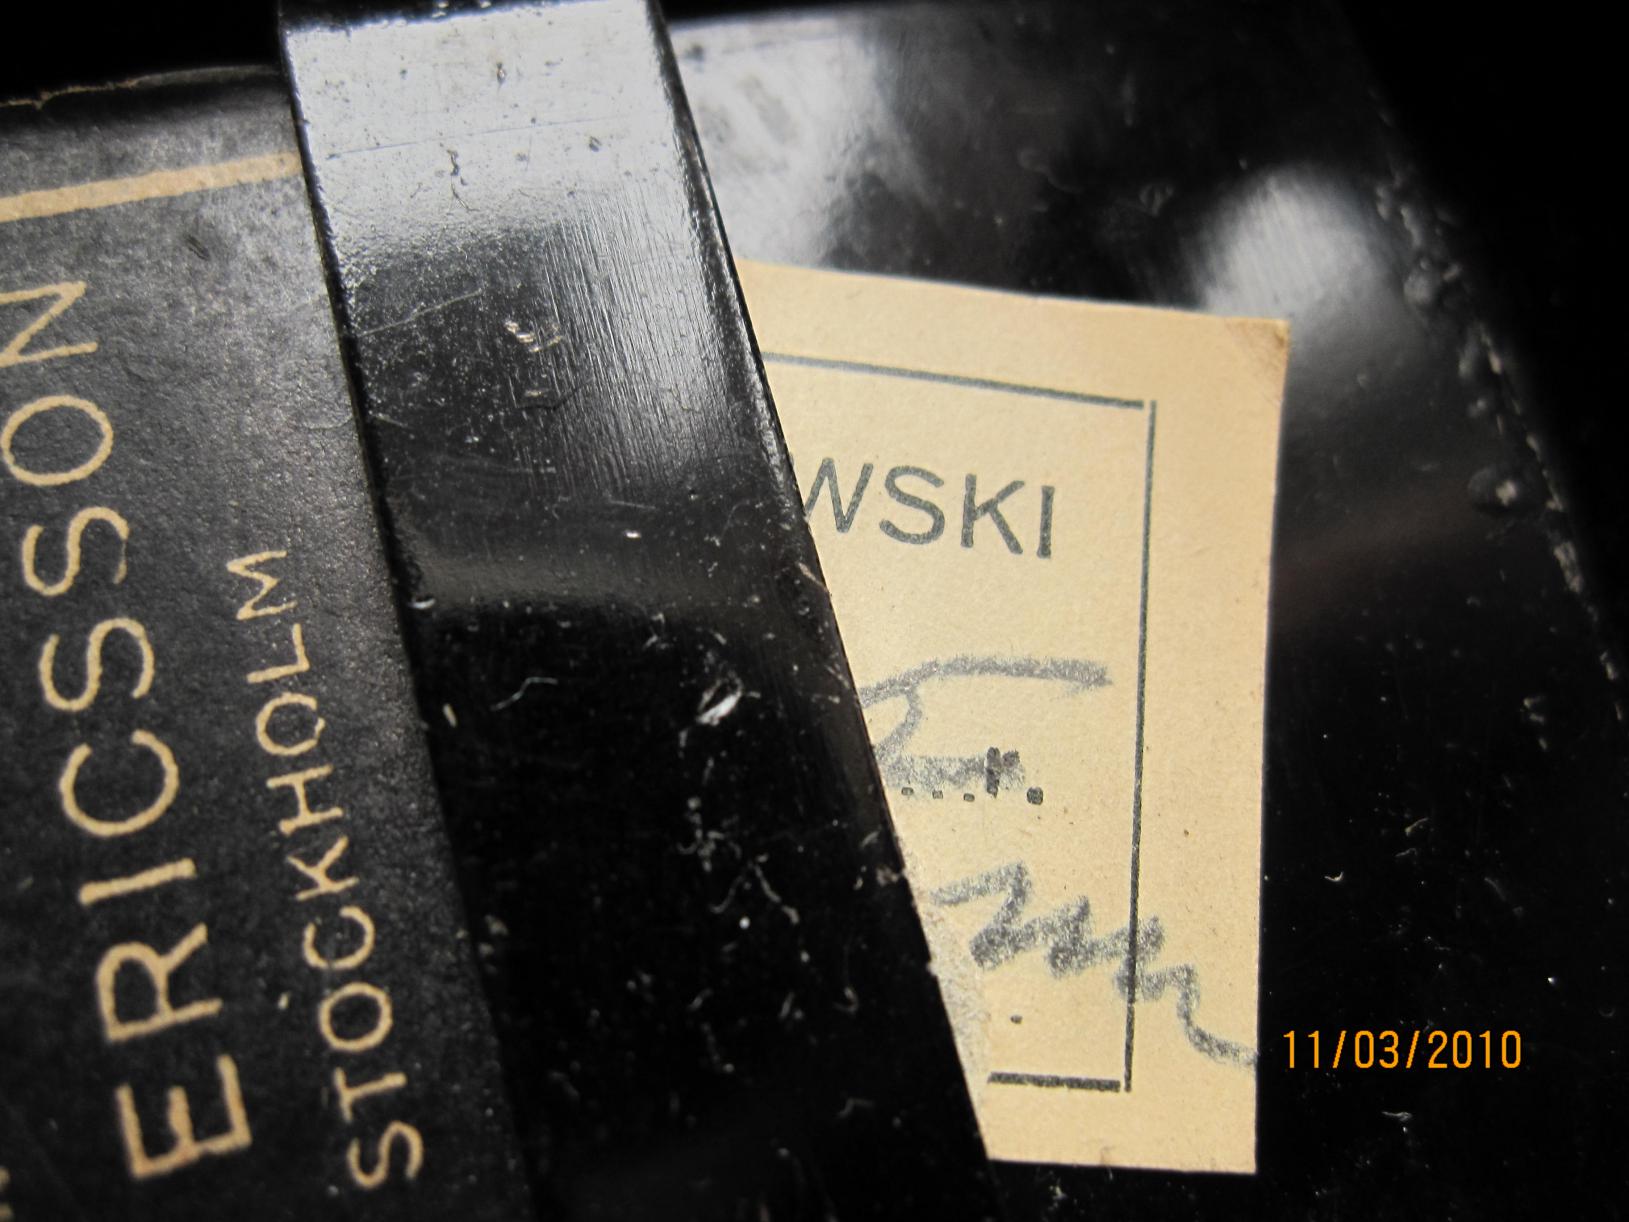 ERICSSON
STOCKHOLM
WSKI
11/03/2010